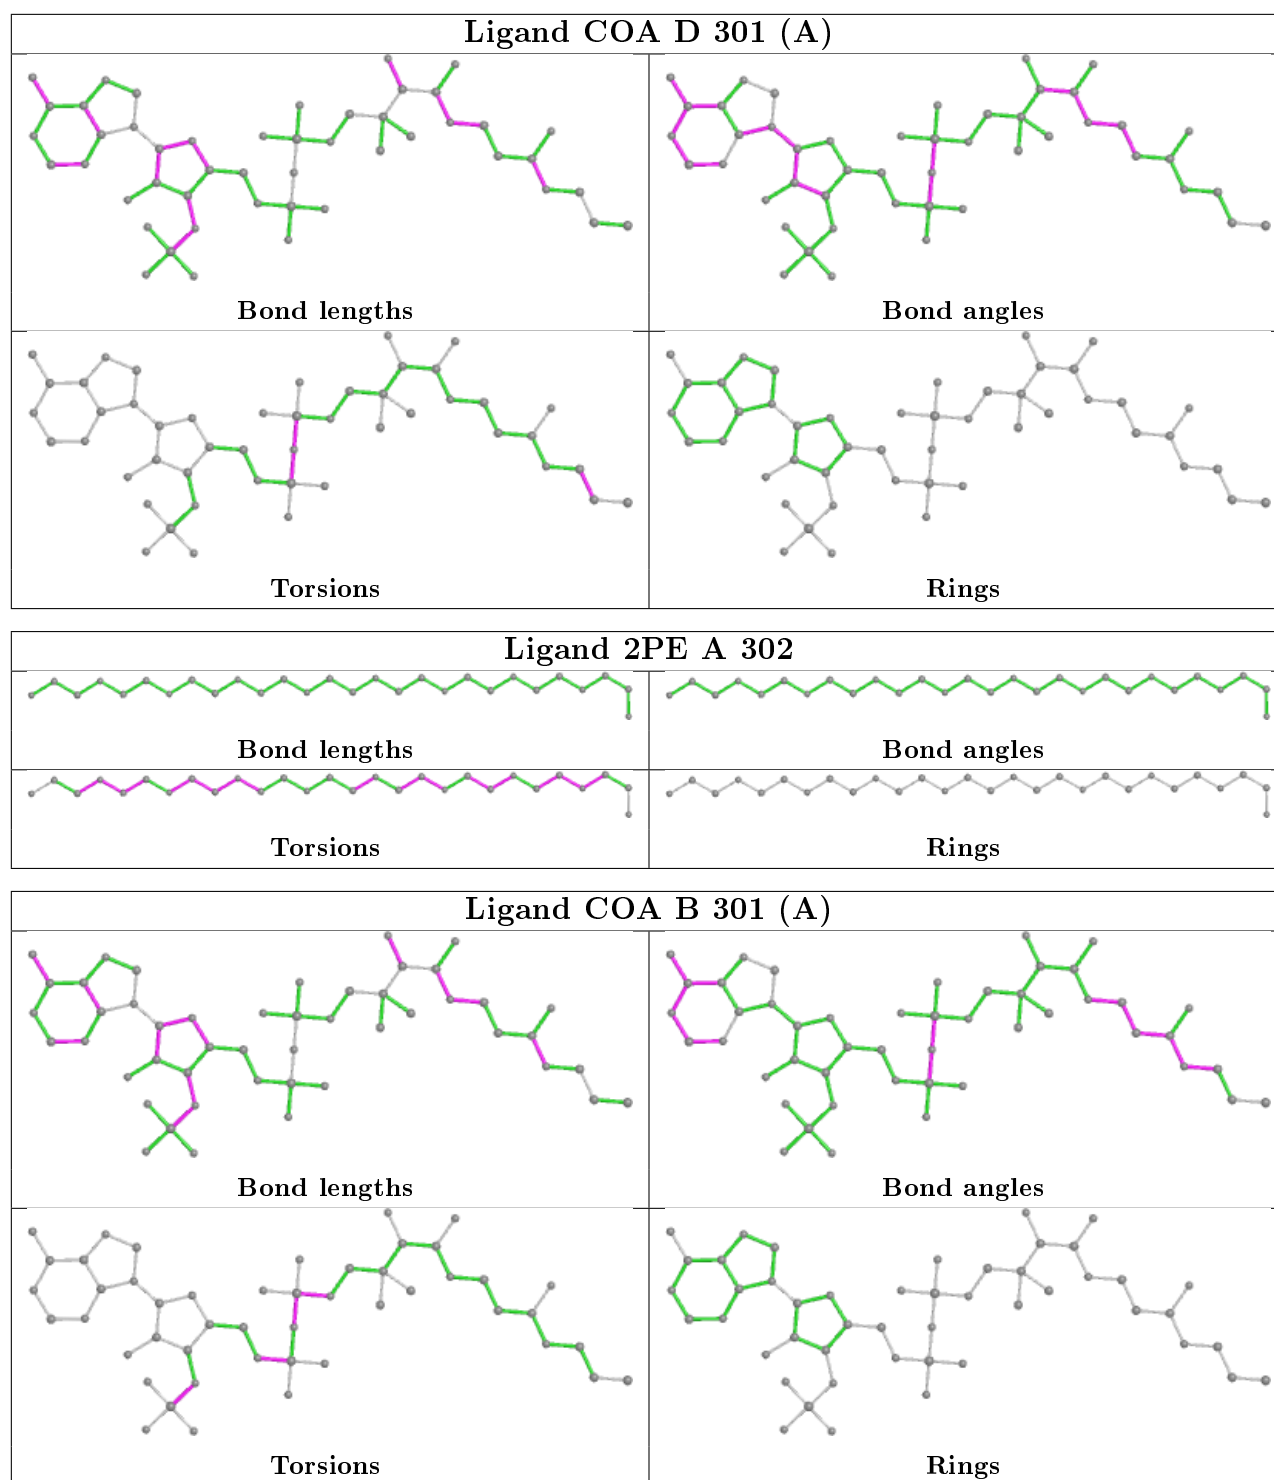 Ligand COA D 301 (A)
Bond lengths
Bond angles
Torsions
Rings
Ligand 2PE A 302
Bond lengths
Bond angles
Torsions
Rings
Ligand COA B 301 (A)
Bond lengths
Bond angles
Torsions
Rings